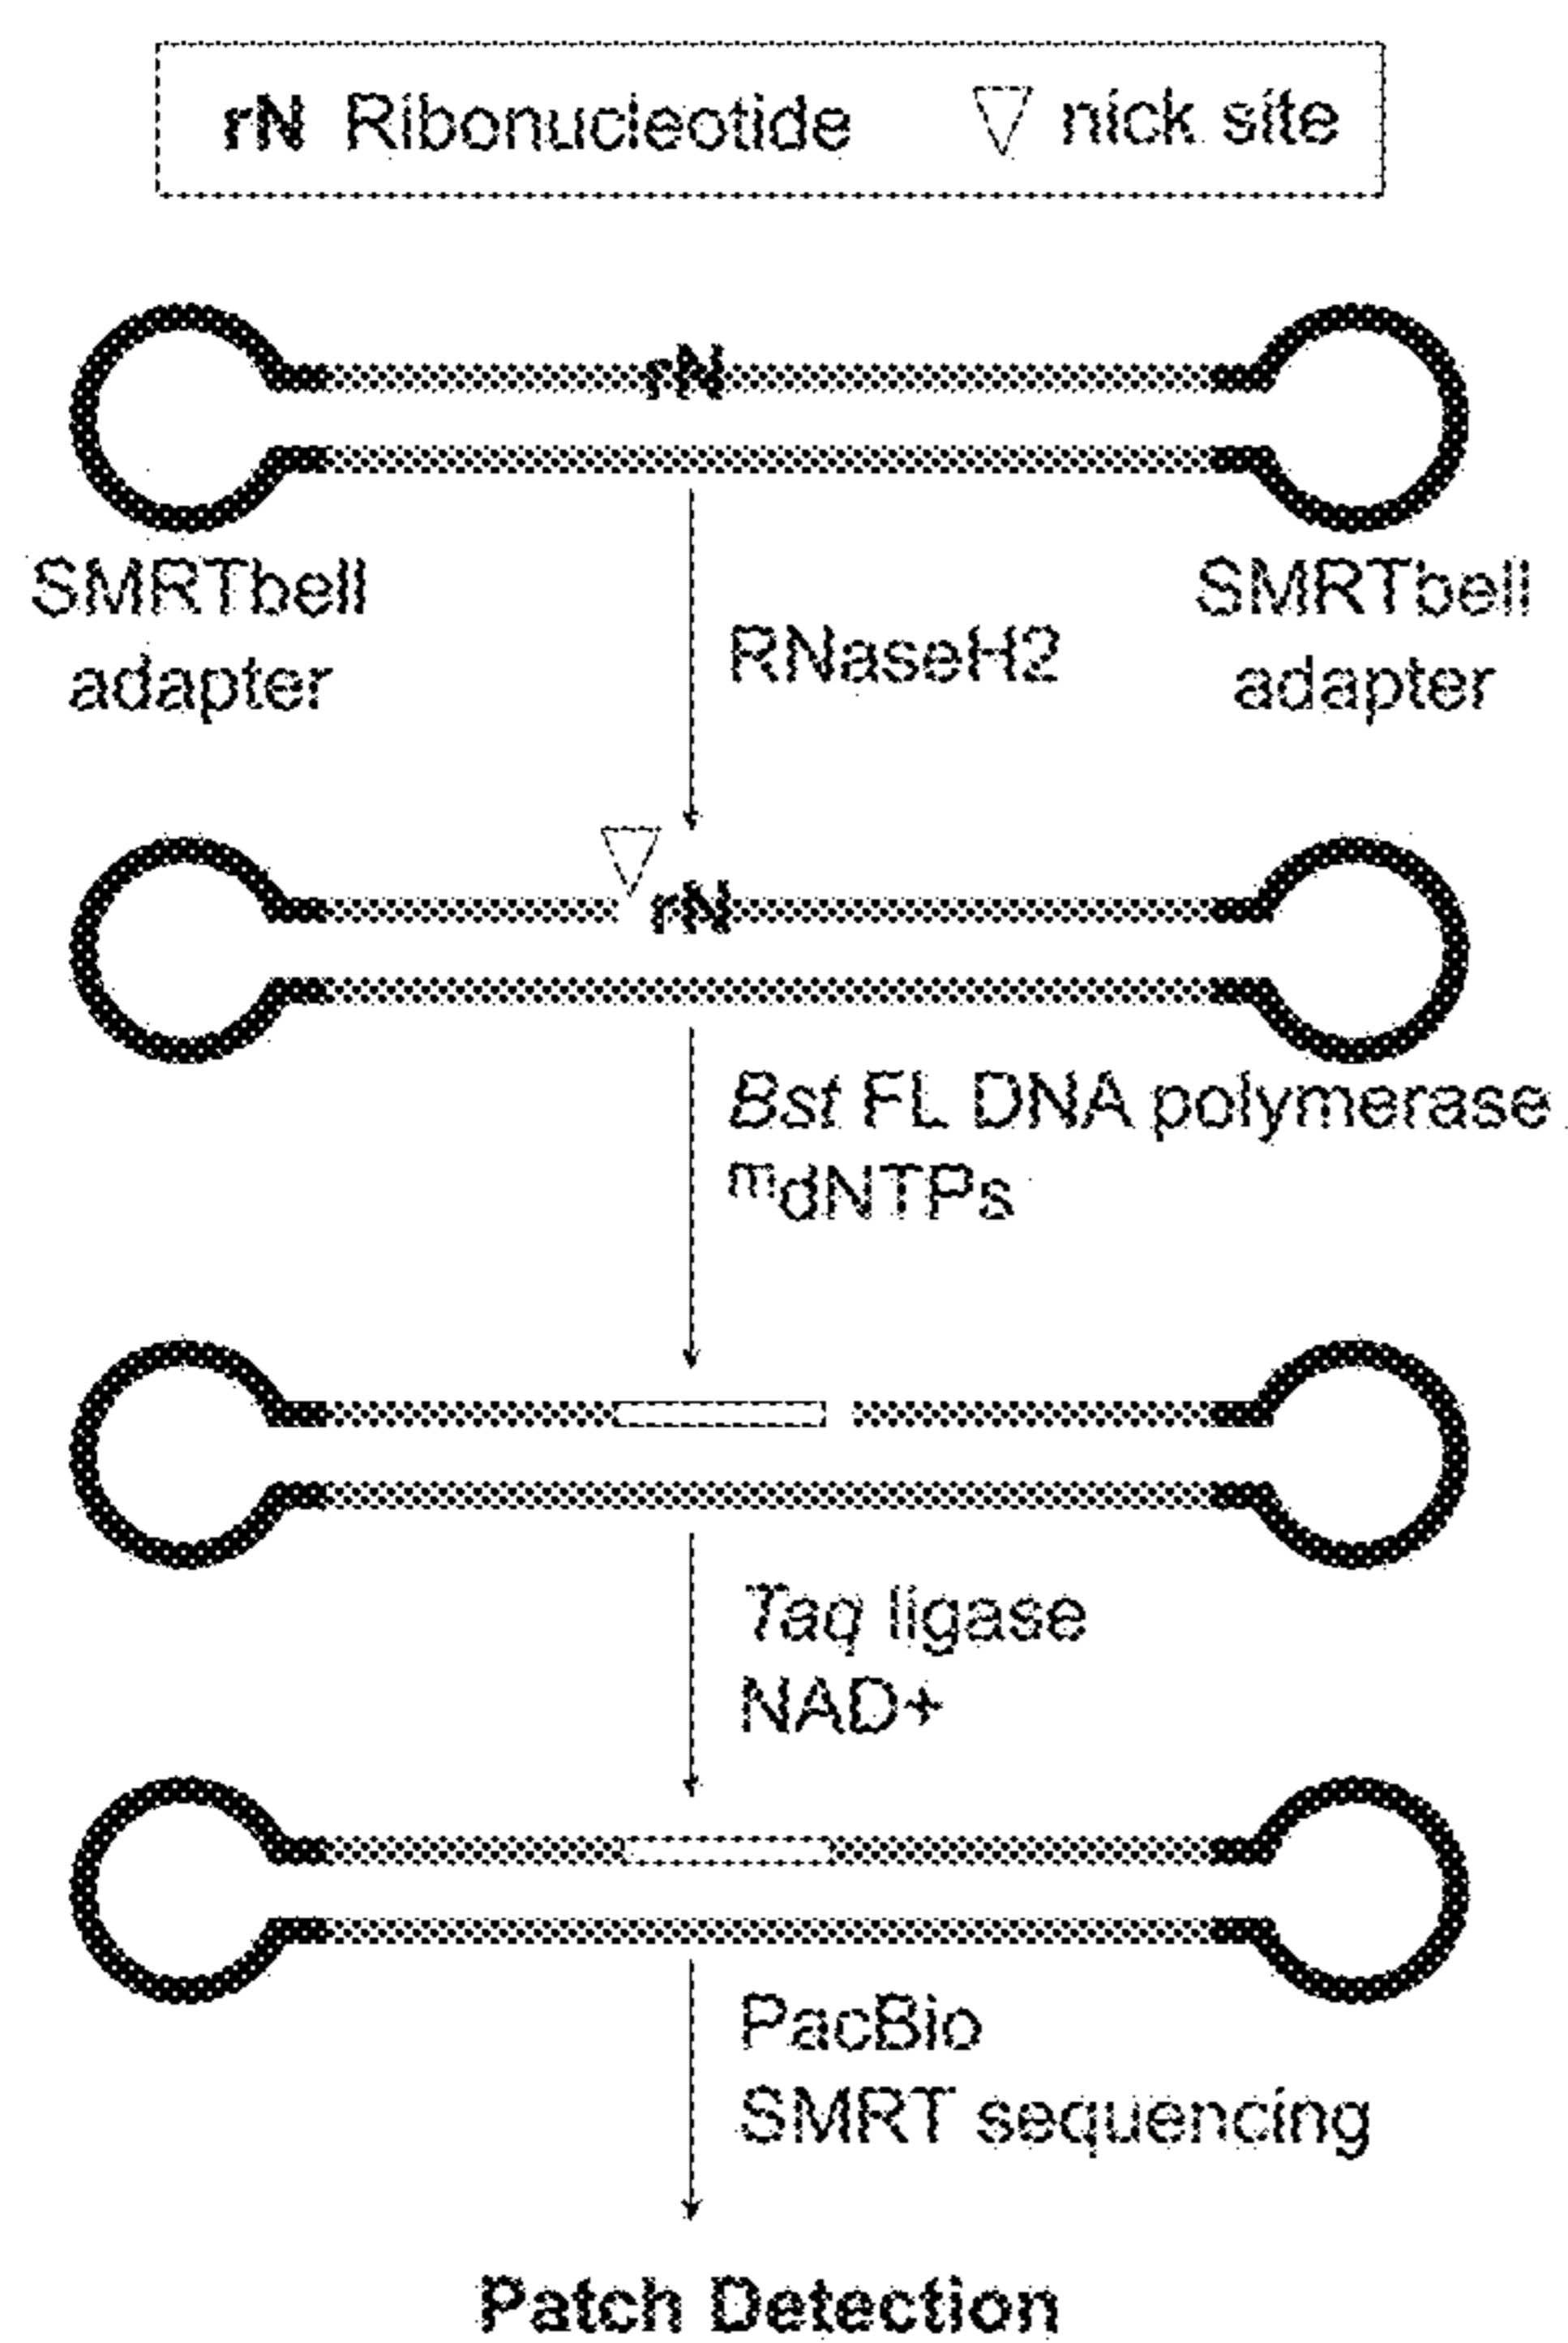 rN Ribonucleotide ▽ nick site
rN
SMRTbell
adapter
SMRTbell
adapter
RNaseH2
rN
Bst FL DNA polymerase
ᵐdNTPs
Taq ligase
NAD+
PacBio
SMRT sequencing
Patch Detection